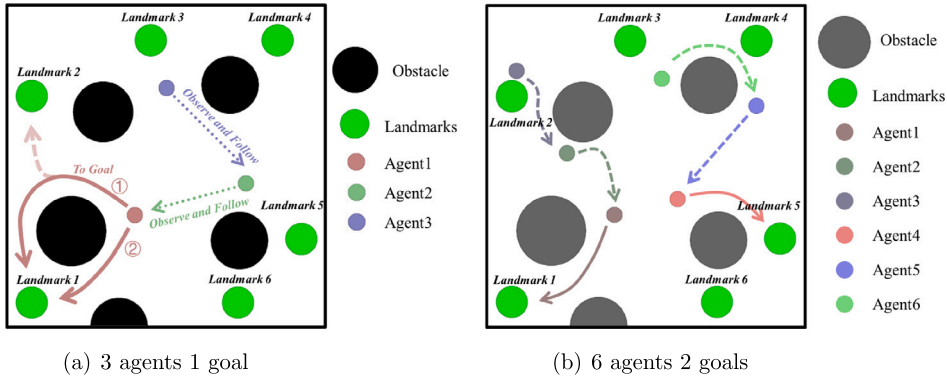 Landmark 3
Landmark 4
Landmark 2
Observe and Follow
To Goal
①
Observe and Follow
②
Landmark 5
Landmark 1
Landmark 6
Obstacle
Landmarks
Agent1
Agent2
Agent3
(a) 3 agents 1 goal
Landmark 3
Landmark 4
Landmark 2
Landmark 5
Landmark 1
Landmark 6
Obstacle
Landmarks
Agent1
Agent2
Agent3
Agent4
Agent5
Agent6
(b) 6 agents 2 goals